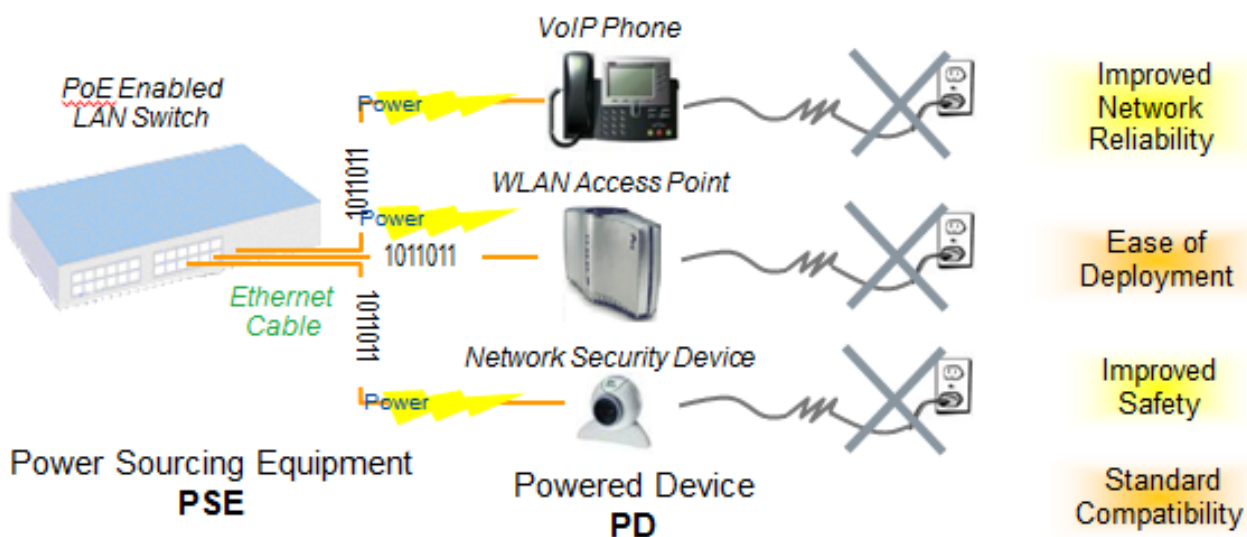 VoIP Phone
PoE Enabled
LAN Switch
Power
1011011
Improved
Network
Reliability
WLAN Access Point
Power
1011011
Ease of
Deployment
Ethernet
Cable
1011011
Network Security Device
Power
Improved
Safety
Power Sourcing Equipment
PSE
Powered Device
PD
Standard
Compatibility